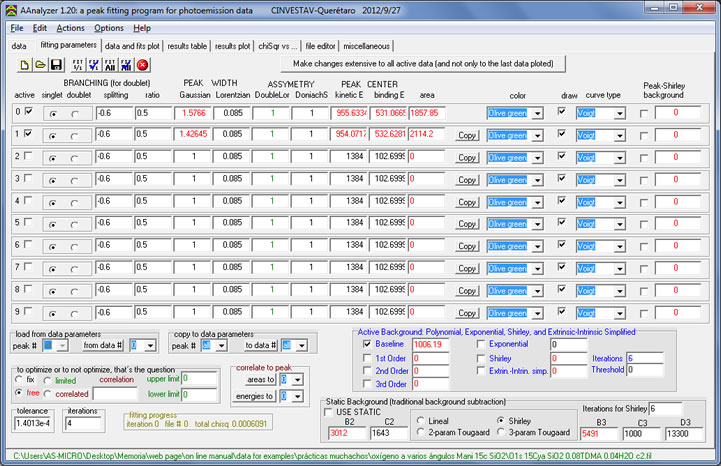 AAnalyzer 1.20: a peak fitting program for photoemission data CINVESTAV-Querétaro 2012/9/27
File Edit Actions Options Help
data fitting parameters data and fits plot results table results plot chiSqr vs ... file editor miscellaneous
FIT 1/1 FIT ALL FIT ALL
Make changes extensive to all active data (and not only to the last data ploted)
BRANCHING (for doublet) PEAK WIDTH ASSYMETRY PEAK CENTER Peak-Shirley
active singlet doublet splitting ratio Gaussian Lorentzian DoubleLor DoniachS kinetic E binding E area color draw curve type background
0 -0.6 0.5 1.5766 0.085 1 1 955.6334 531.0665 1857.85 Olive green Voigt 0
1 -0.6 0.5 1.42645 0.085 1 1 954.0717 532.6281 2114.2 Copy Olive green Voigt 0
2 -0.6 0.5 1 0.085 1 1 1384 102.6999 0 Copy Olive green Voigt 0
3 -0.6 0.5 1 0.085 1 1 1384 102.6999 0 Copy Olive green Voigt 0
4 -0.6 0.5 1 0.085 1 1 1384 102.6999 0 Copy Olive green Voigt 0
5 -0.6 0.5 1 0.085 1 1 1384 102.6999 0 Copy Olive green Voigt 0
6 -0.6 0.5 1 0.085 1 1 1384 102.6999 0 Copy Olive green Voigt 0
7 -0.6 0.5 1 0.085 1 1 1384 102.6999 0 Copy Olive green Voigt 0
8 -0.6 0.5 1 0.085 1 1 1384 102.6999 0 Copy Olive green Voigt 0
9 -0.6 0.5 1 0.085 1 1 1384 102.6999 0 Copy Olive green Voigt 0
load from data parameters
peak # from data # 0
copy to data parameters
peak # all to data # all
Active Background: Polynomial, Exponential, Shirley, and Extrinsic-Intrinsic Simplified
Baseline 1006.19 Exponential 0
1st Order 0 Shirley 0 Iterations 6
2nd Order 0 Extrin.-Intrin. simp. 0 Threshold 0
3rd Order 0
to optimize or to not optimize, that's the question
fix limited correlation upper limit 0
free correlated lower limit 0
correlate to peak
areas to 0
energies to 0
tolerance
1.4013e-4
iterations
4
fitting progress
iteration 0 file # 0 total chisq 0.0006091
Static Background (traditional background subtraction)
USE STATIC
B2 C2
3012 1643
Lineal Shirley
2-param Tougaard 3-param Tougaard
Iterations for Shirley 6
B3 C3 D3
5491 1000 13300
C:\Users\AS-MICRO\Desktop\Memoria\web page\on line manual\data for examples\prácticas muchachos\oxígeno a varios ángulos Mani 15c SiO2\O1s 15Cya SiO2 0.08TDMA 0.04H2O c2.fil